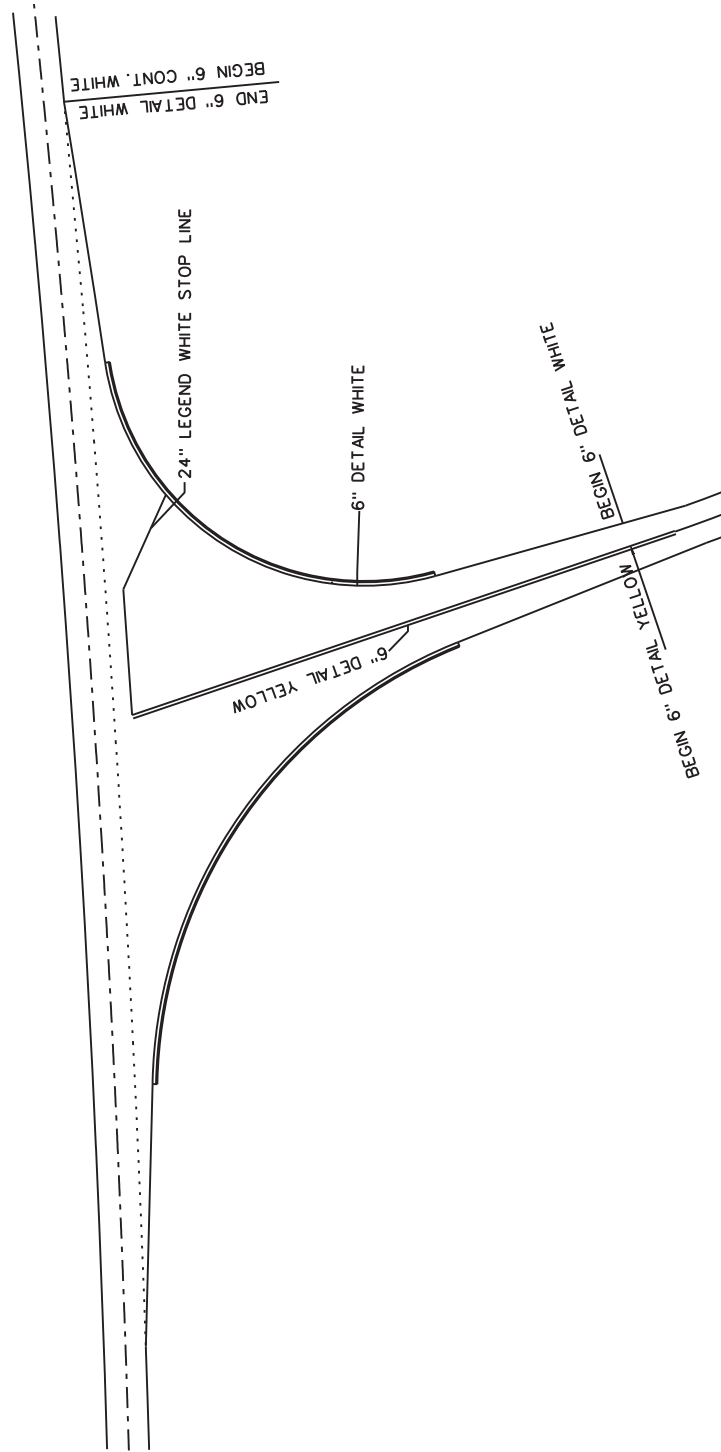 BEGIN 6" CONT. WHITE
END 6" DETAIL WHITE
24" LEGEND WHITE STOP LINE
6" DETAIL WHITE
BEGIN 6" DETAIL WHITE
6" DETAIL YELLOW
BEGIN 6" DETAIL YELLOW